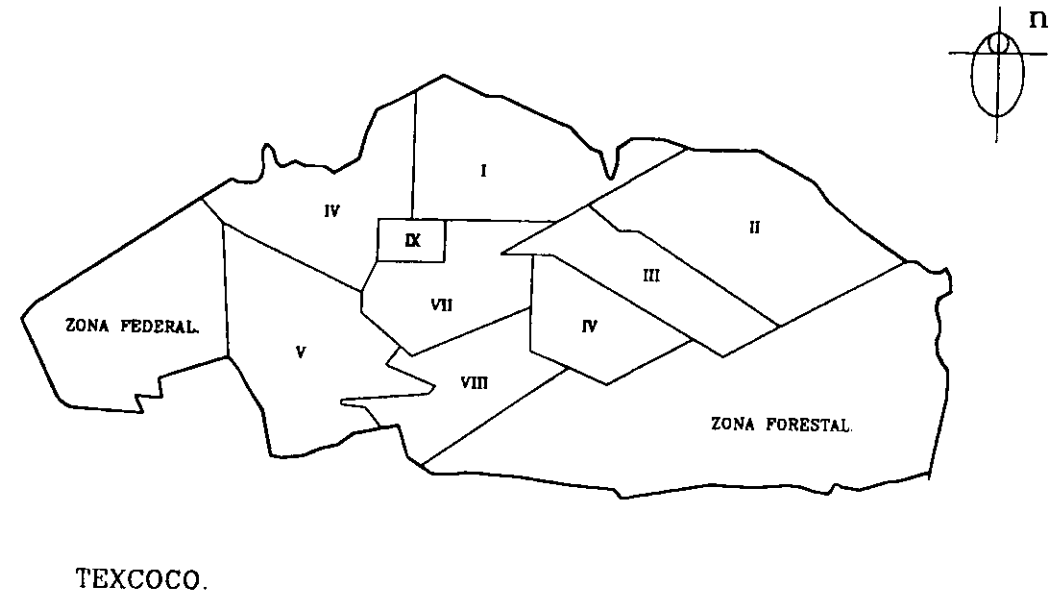 n
I
IV
II
IX
III
VII
ZONA FEDERAL.
IV
V
VIII
ZONA FORESTAL.
TEXCOCO.